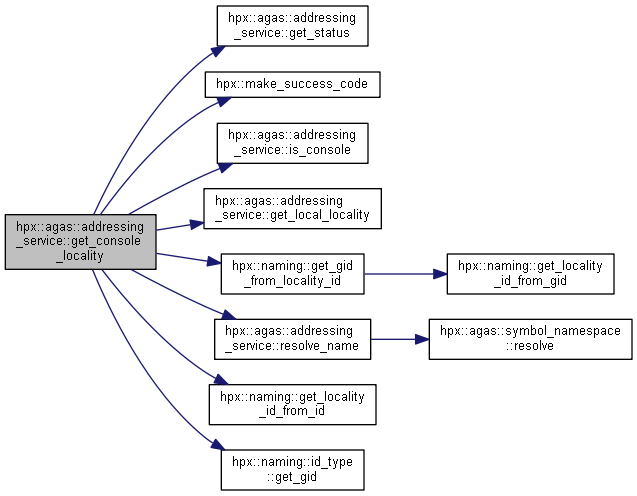 hpx::agas::addressing
_service::get_console
_locality
hpx::agas::addressing
_service::get_status
hpx::make_success_code
hpx::agas::addressing
_service::is_console
hpx::agas::addressing
_service::get_local_locality
hpx::naming::get_gid
_from_locality_id
hpx::naming::get_locality
_id_from_gid
hpx::agas::addressing
_service::resolve_name
hpx::agas::symbol_namespace
::resolve
hpx::naming::get_locality
_id_from_id
hpx::naming::id_type
::get_gid